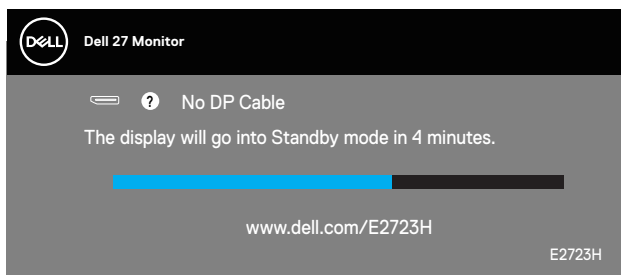 DELL
Dell 27 Monitor
? No DP Cable
The display will go into Standby mode in 4 minutes.
www.dell.com/E2723H
E2723H